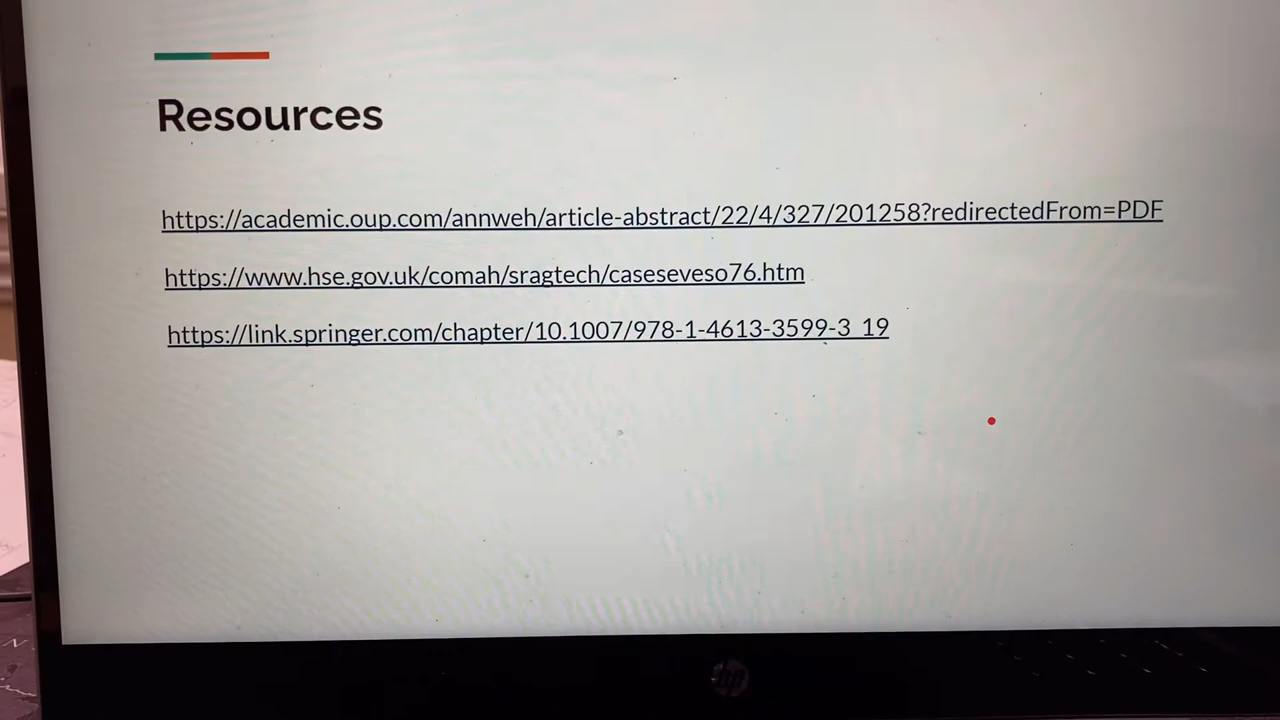 Resources
https://academic.oup.com/annweh/article-abstract/22/4/327/201258?redirectedFrom=PDF
https://www.hse.gov.uk/comah/sragtech/caseseveso76.htm
https://link.springer.com/chapter/10.1007/978-1-4613-3599-3_19
hp
N